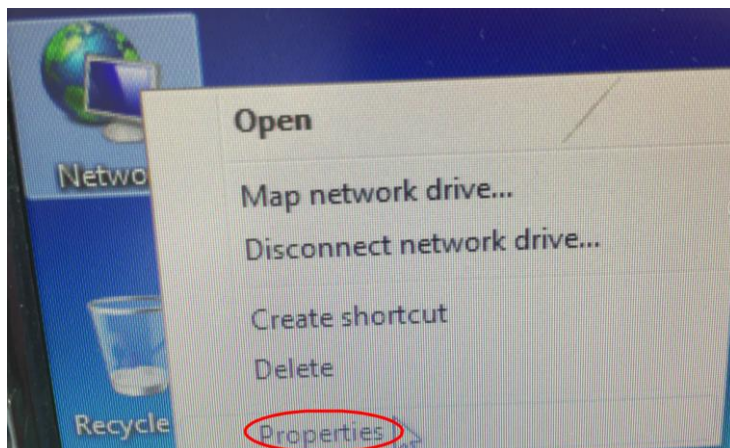 Open
Netwo
Map network drive...
Disconnect network drive...
Create shortcut
Delete
Recycle
Properties